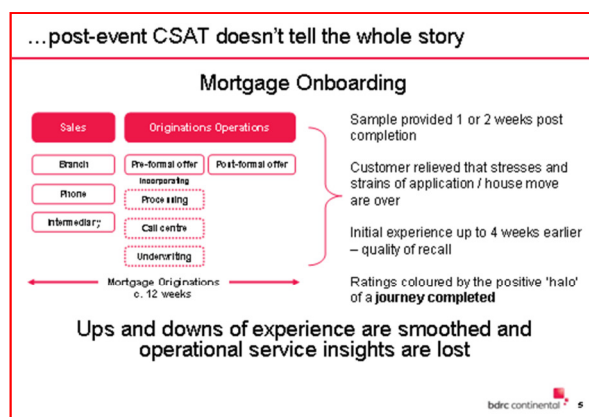 ...post-event CSAT doesn't tell the whole story
Mortgage Onboarding
Sales
Originations Operations
Branch
Phone
Intermediary
Pre-formal offer
Post-formal offer
Incorporating
Processing
Call centre
Underwriting
Mortgage Originations
c. 12 weeks
Sample provided 1 or 2 weeks post
completion
Customer relieved that stresses and
strains of application / house move
are over
Initial experience up to 4 weeks earlier
– quality of recall
Ratings coloured by the positive 'halo'
of a journey completed
Ups and downs of experience are smoothed and
operational service insights are lost
bdrc continental
5